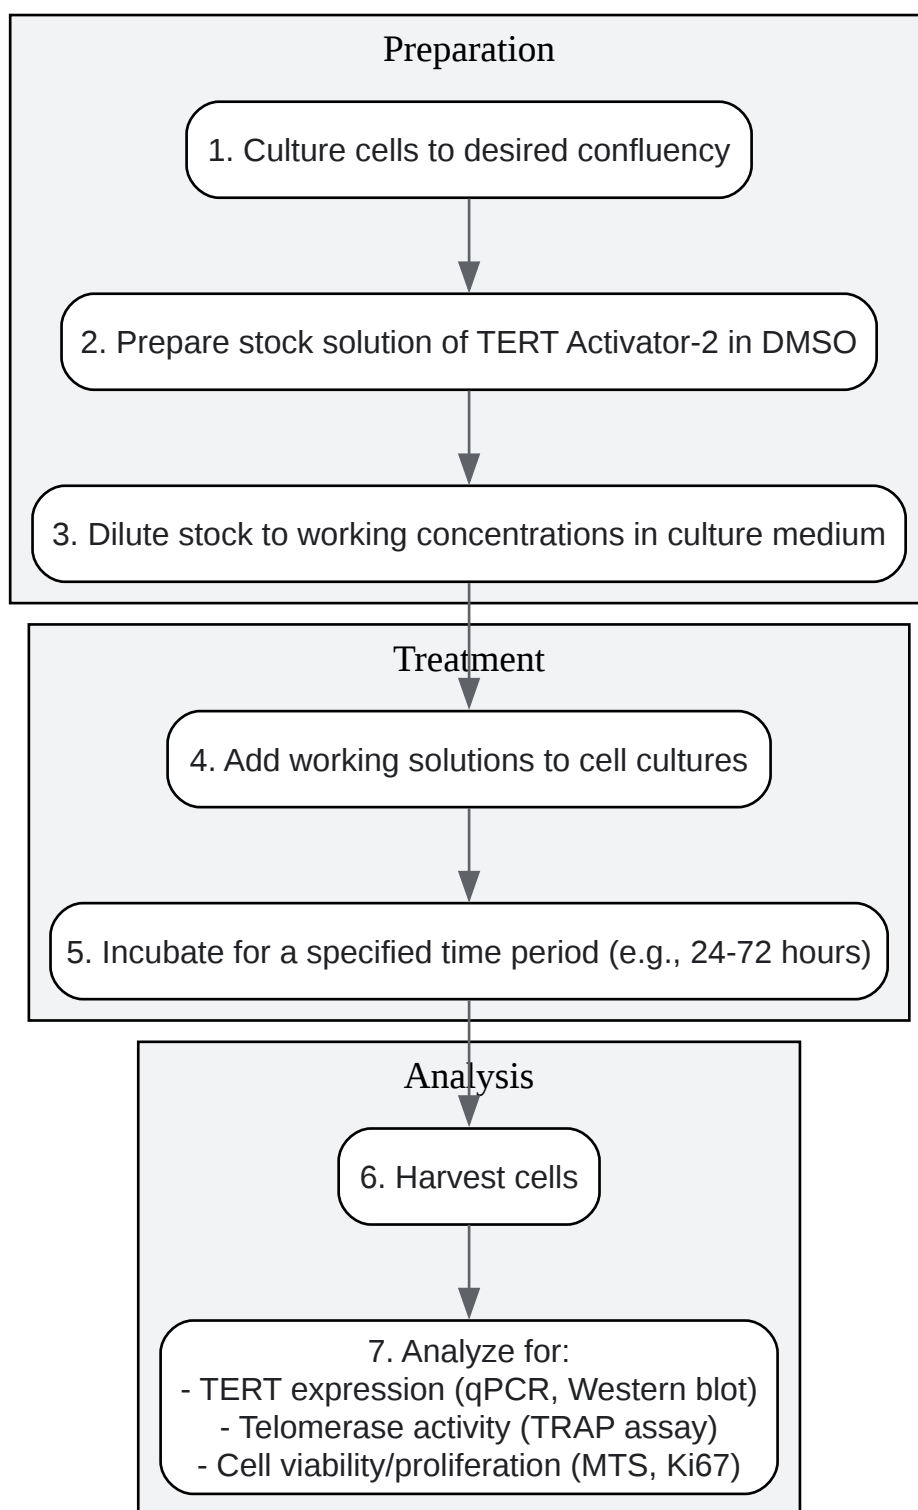 Preparation
1. Culture cells to desired confluency
2. Prepare stock solution of TERT Activator-2 in DMSO
3. Dilute stock to working concentrations in culture medium
Treatment
4. Add working solutions to cell cultures
5. Incubate for a specified time period (e.g., 24-72 hours)
Analysis
6. Harvest cells
7. Analyze for:
- TERT expression (qPCR, Western blot)
- Telomerase activity (TRAP assay)
- Cell viability/proliferation (MTS, Ki67)